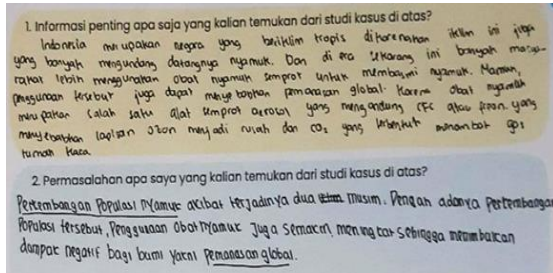 1. Informasi penting apa saja yang kalian temukan dari studi kasus di atas?
Indonesia merupakan negara yang beriklim tropis dikarenakan iklim ini juga
yang banyak mengundang datangnya nyamuk. Dan di era sekarang ini banyak masya-
rakat lebih menggunakan obat nyamuk semprot untuk membasmi nyamuk. Namun,
penggunaan tersebut juga dapat menyebabkan pemanasan global. Karena obat nyamuk
merupakan salah satu alat semprot aerosol yang mengandung CFC atau freon. yang
menyebabkan lapisan ozon menjadi rusak dan CO2 yang terbentuk menambat gas
rumah kaca.
2. Permasalahan apa saya yang kalian temukan dari studi kasus di atas?
Perkembangan Populasi nyamuk akibat terjadinya dua musim. Dengan adanya Perkembangan
Populasi tersebut, Penggunaan obat nyamuk Juga semakin meningkat sehingga menimbulkan
dampak negatif bagi bumi yakni Pemanasan global.